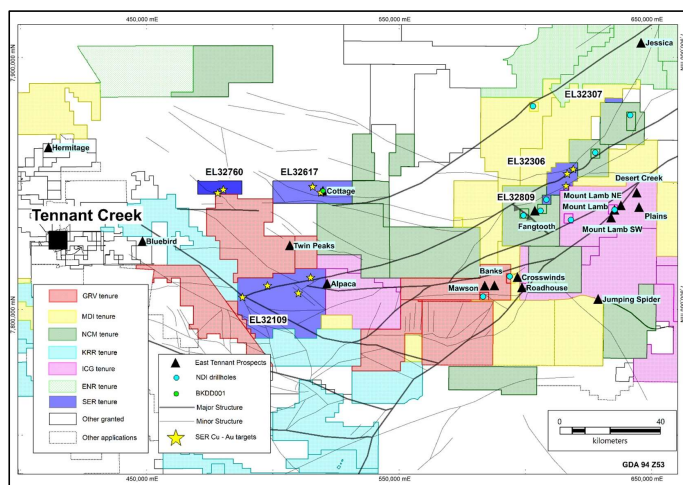 450,000 mE
550,000 mE
650,000 mE
7,900,000 mN
Jessica
EL32307
Hermitage
EL32760
EL32617
EL32306
Cottage
Desert Creek
EL32809
Mount Lamb NE
Mount Lamb
Plains
Fangtooth
Mount Lamb SW
Tennant Creek
Bluebird
Twin Peaks
Banks
Crosswinds
Alpaca
Mawson
Roadhouse
Jumping Spider
EL32109
7,800,000 mN
GRV tenure
MDI tenure
NCM tenure
KRR tenure
ICG tenure
ENR tenure
SER tenure
Other granted
Other applications
East Tennant Prospects
NDI drillholes
BKDD001
Major Structure
Minor Structure
SER Cu - Au targets
0
20
40
kilometers
GDA 94 Z53
450,000 mE
550,000 mE
650,000 mE